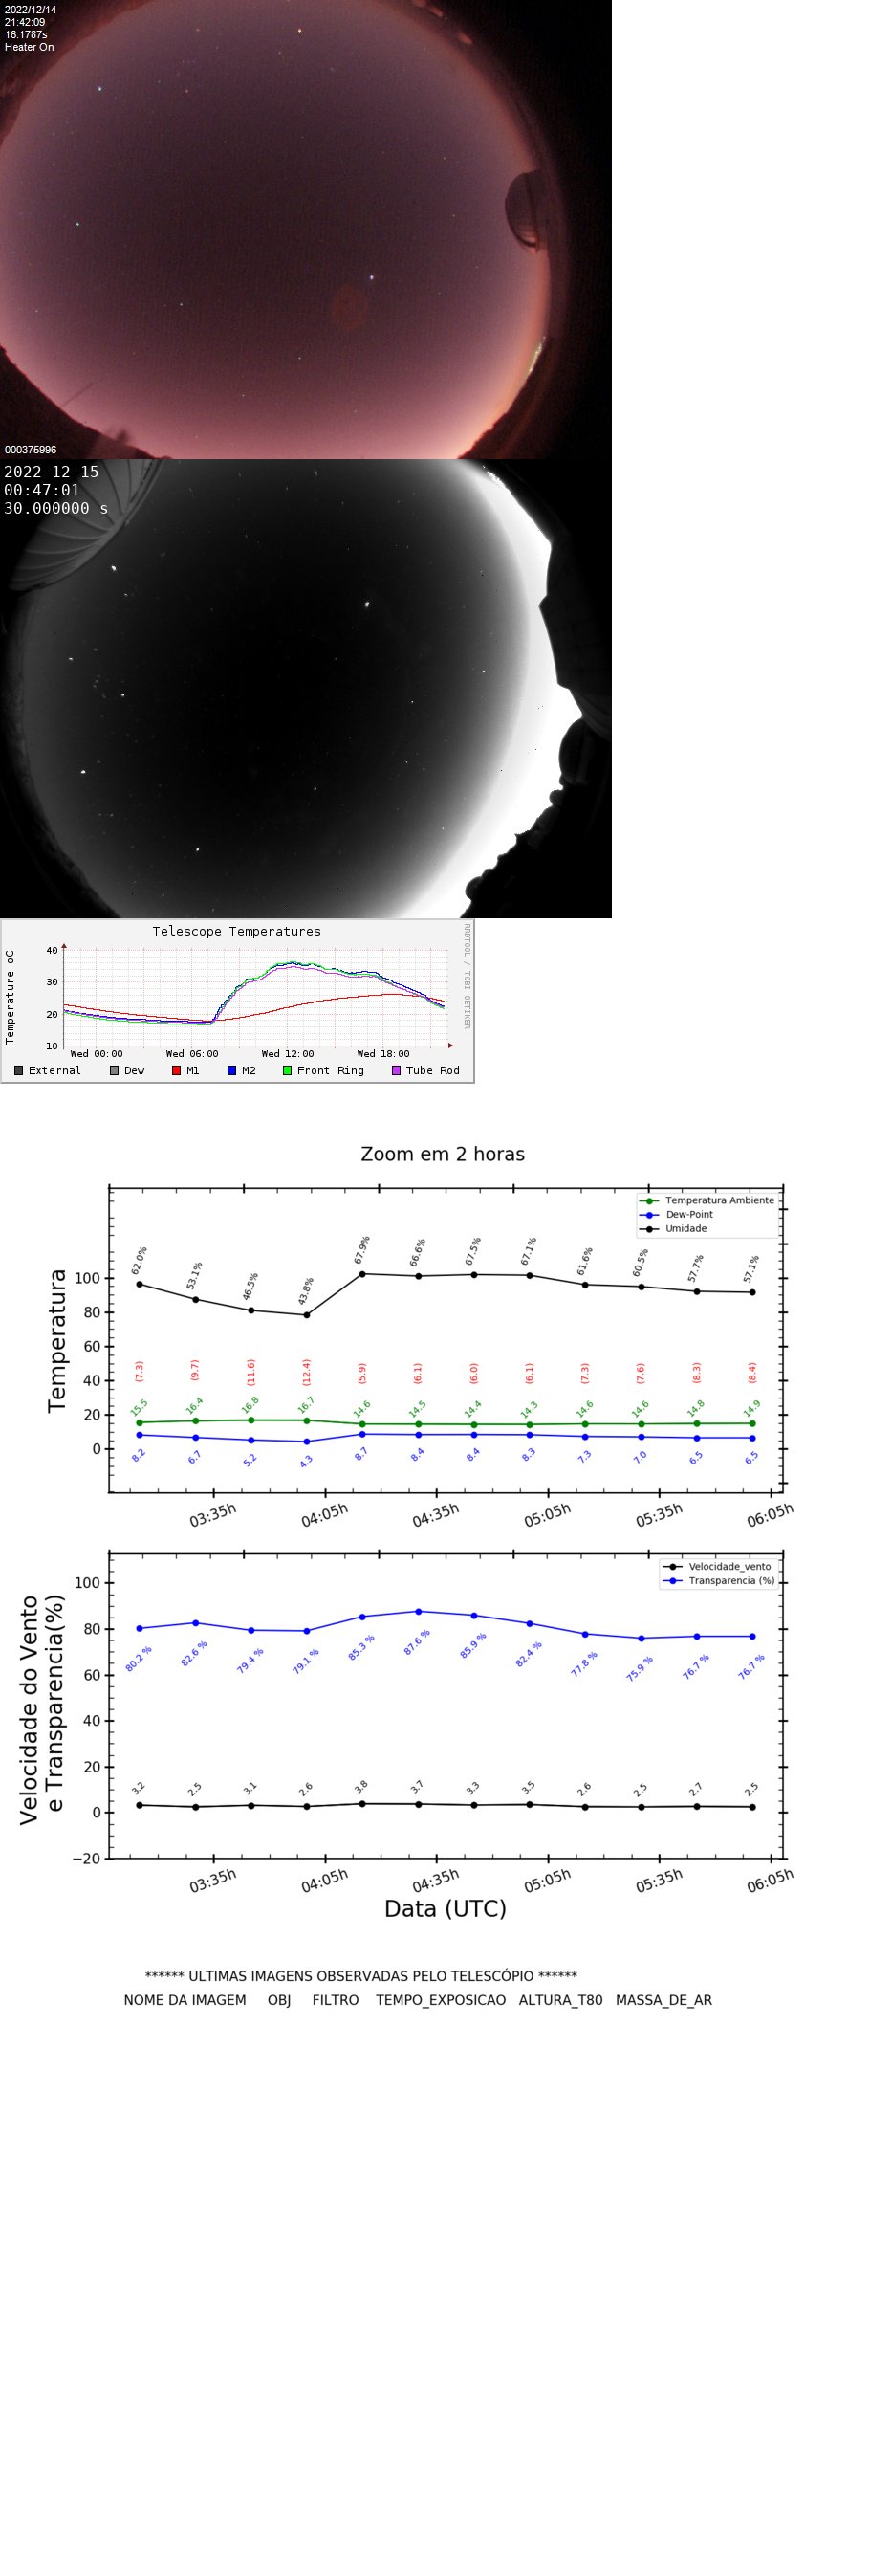 2022/12/14
21:42:09
16.1787s
Heater On
000375996
2022-12-15
00:47:01
30.000000 s
Telescope Temperatures
RRDTOOL / TOBI OETIKER
Temperature oC
40
30
20
10
Wed 00:00 Wed 06:00 Wed 12:00 Wed 18:00
External Dew M1 M2 Front Ring Tube Rod
Zoom em 2 horas
Temperatura Ambiente
Dew-Point
Umidade
Temperatura
100
80
60
40
20
0
62.0% 53.1% 46.5% 43.8% 67.9% 66.6% 67.5% 67.1% 61.6% 60.5% 57.7% 57.1%
(7.3) (9.7) (11.6) (12.4) (5.9) (6.1) (6.0) (6.1) (7.3) (7.6) (8.3) (8.4)
15.5 16.4 16.8 16.7 14.6 14.5 14.4 14.3 14.6 14.6 14.8 14.9
8.2 6.7 5.2 4.3 8.7 8.4 8.4 8.3 7.3 7.0 6.5 6.5
03:35h 04:05h 04:35h 05:05h 05:35h 06:05h
Velocidade_vento
Transparencia (%)
Velocidade do Vento
e Transparencia(%)
100
80
60
40
20
0
−20
80.2 % 82.6 % 79.4 % 79.1 % 85.3 % 87.6 % 85.9 % 82.4 % 77.8 % 75.9 % 76.7 % 76.7 %
3.2 2.5 3.1 2.6 3.8 3.7 3.3 3.5 2.6 2.5 2.7 2.5
03:35h 04:05h 04:35h 05:05h 05:35h 06:05h
Data (UTC)
****** ULTIMAS IMAGENS OBSERVADAS PELO TELESCÓPIO ******
NOME DA IMAGEM OBJ FILTRO TEMPO_EXPOSICAO ALTURA_T80 MASSA_DE_AR